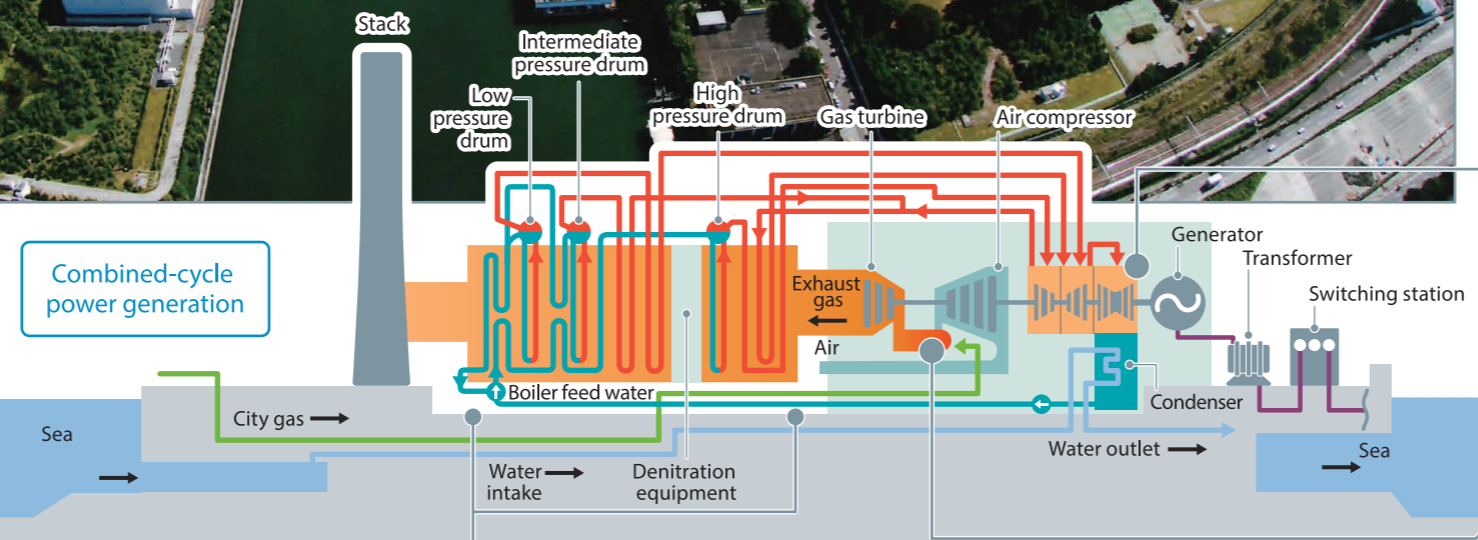 Stack
Intermediate
pressure drum
Low
pressure
drum
High
pressure drum
Gas turbine
Air compressor
Combined-cycle
power generation
Exhaust
gas
Air
Generator
Transformer
Switching station
Boiler feed water
Condenser
City gas
Sea
Water
intake
Denitration
equipment
Water outlet
Sea